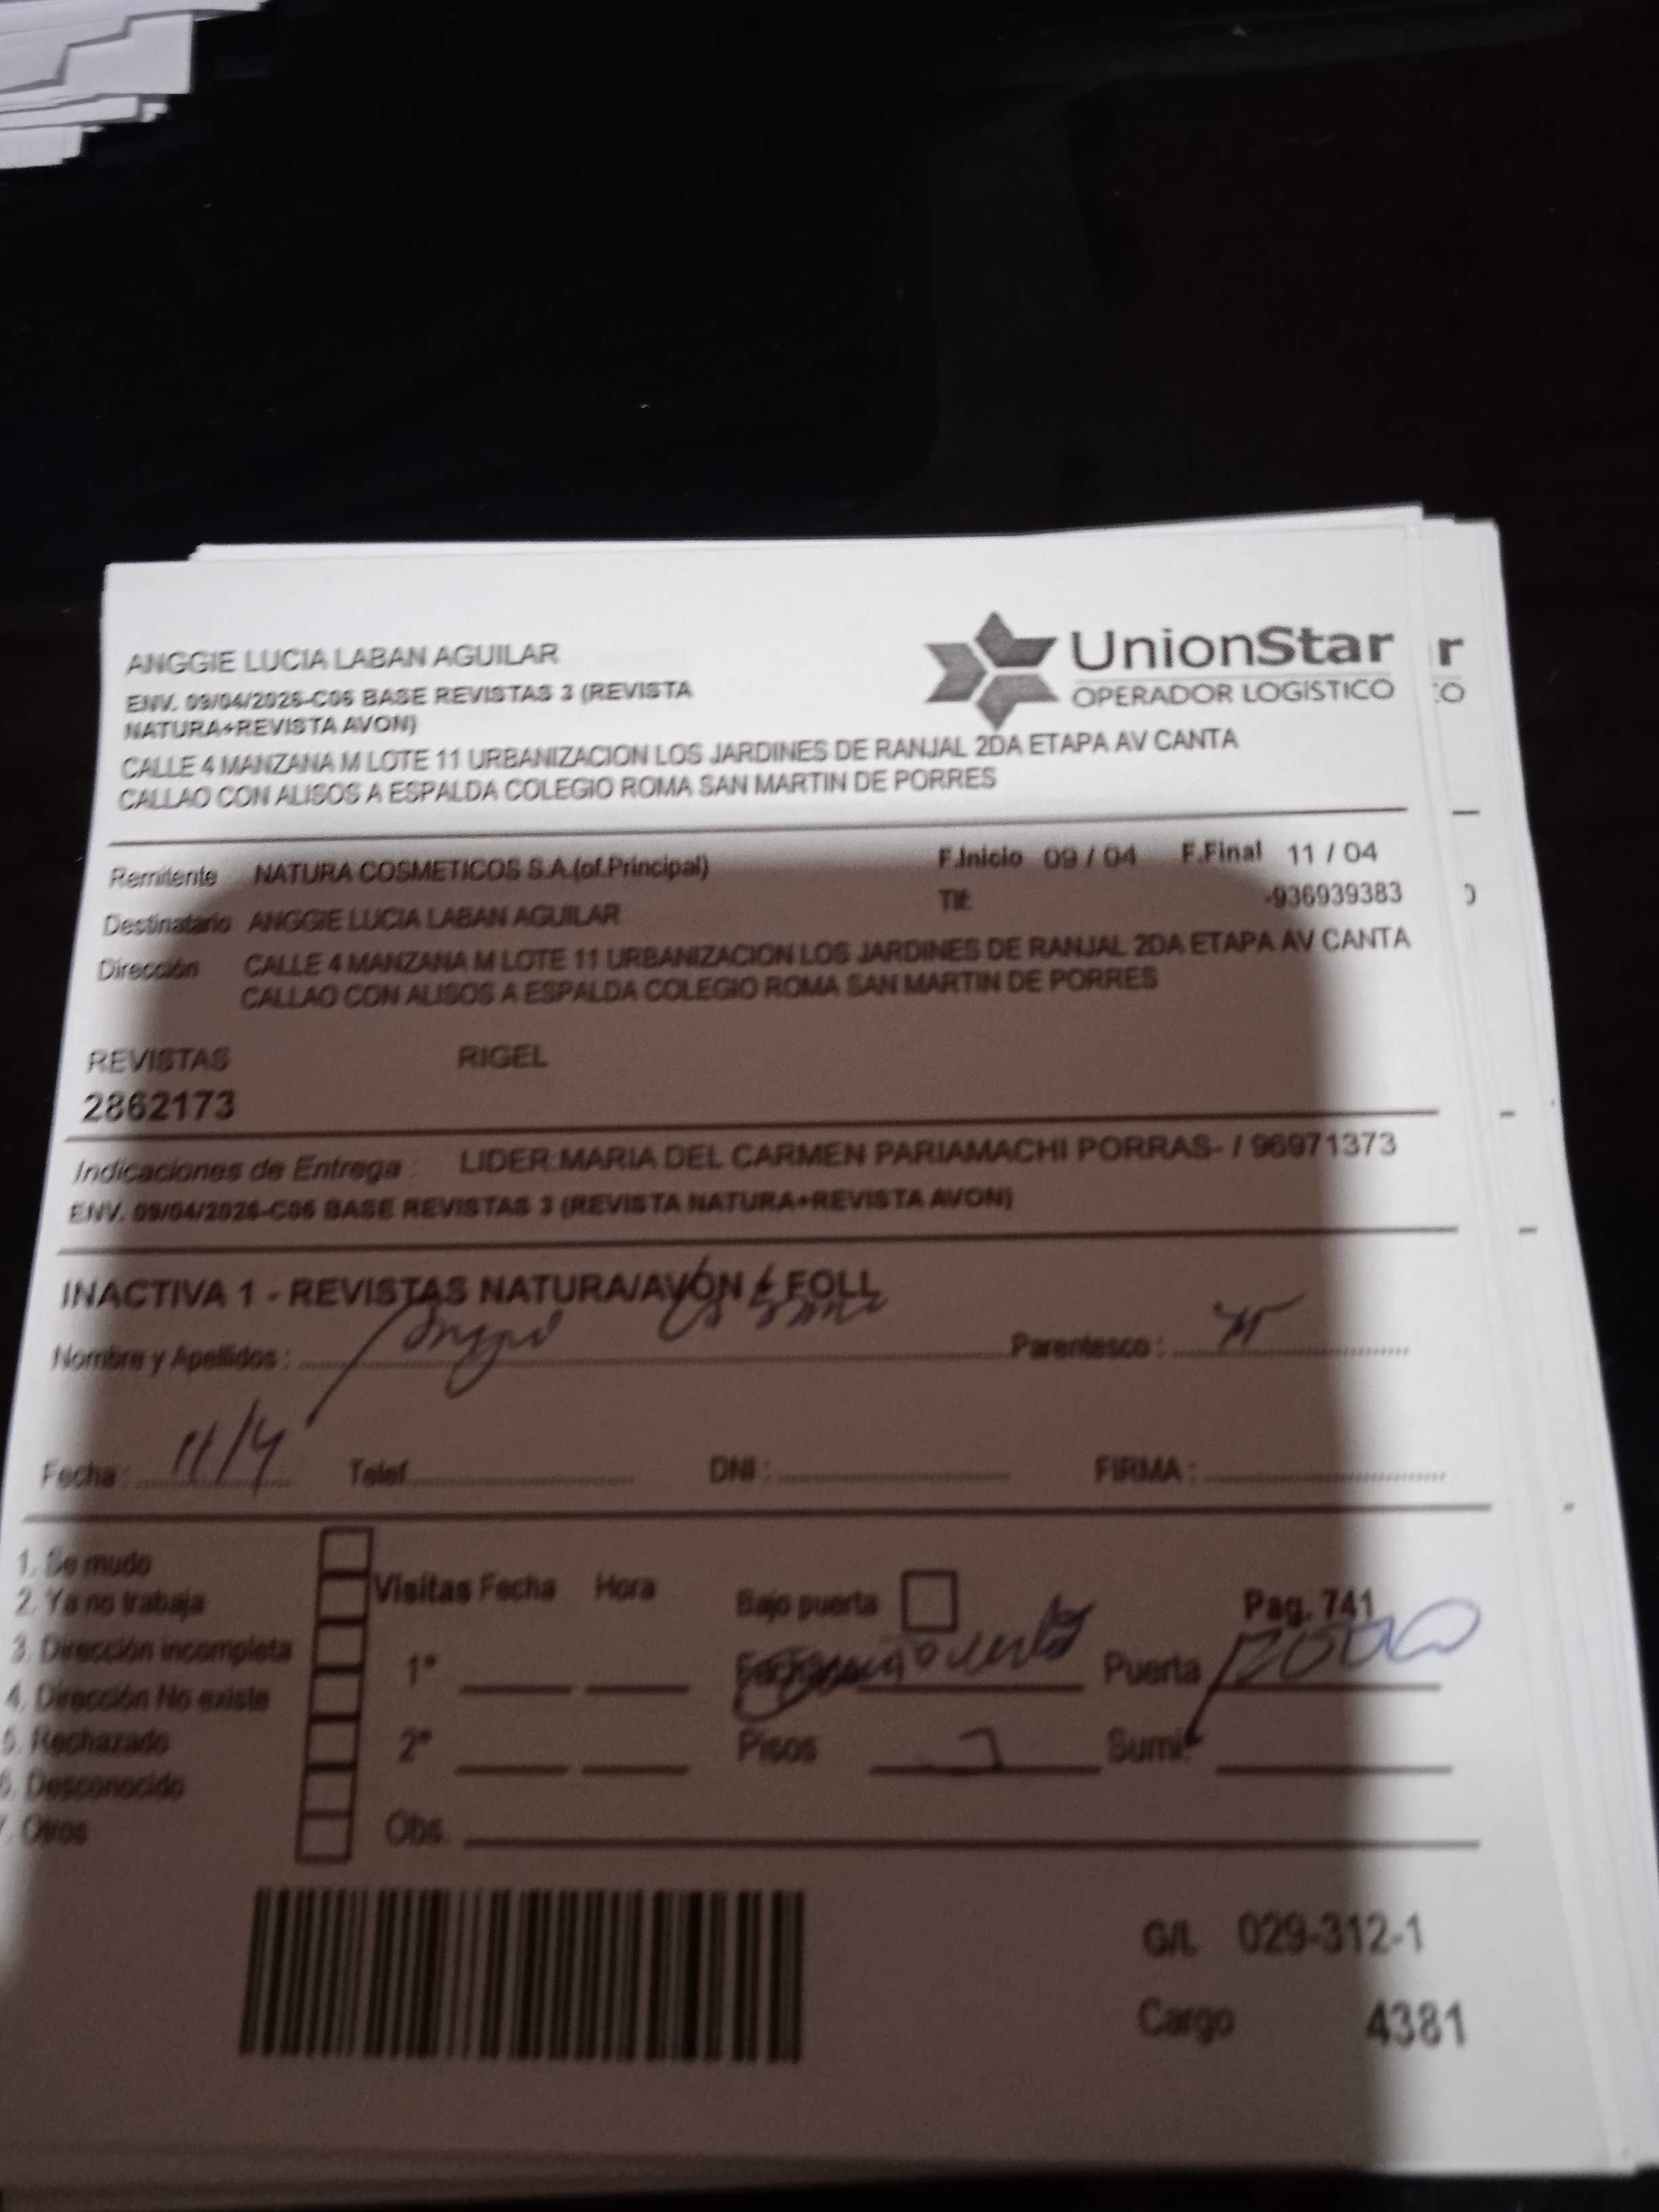 ANGGIE LUCIA LABAN AGUILAR
ENV. 09/04/2026-C06 BASE REVISTAS 3 (REVISTA
NATURA+REVISTA AVON)
CALLE 4 MANZANA M LOTE 11 URBANIZACION LOS JARDINES DE RANJAL 2DA ETAPA AV CANTA
CALLAO CON ALISOS A ESPALDA COLEGIO ROMA SAN MARTIN DE PORRES
UnionStar
OPERADOR LOGÍSTICO
r
CO
Remitente NATURA COSMETICOS S.A.(of.Principal) F.Inicio 09 / 04 F.Final 11 / 04
Destinatario ANGGIE LUCIA LABAN AGUILAR Tlf: -936939383
Dirección CALLE 4 MANZANA M LOTE 11 URBANIZACION LOS JARDINES DE RANJAL 2DA ETAPA AV CANTA
CALLAO CON ALISOS A ESPALDA COLEGIO ROMA SAN MARTIN DE PORRES
REVISTAS RIGEL
2862173
Indicaciones de Entrega : LIDER:MARIA DEL CARMEN PARIAMACHI PORRAS- / 96971373
ENV. 09/04/2026-C06 BASE REVISTAS 3 (REVISTA NATURA+REVISTA AVON)
INACTIVA 1 - REVISTAS NATURA/AVON + FOLL
Nombre y Apellidos : Parentesco :
Fecha : 11/4 Telef. DNI : FIRMA :
1. Se mudo
2. Ya no trabaja
3. Dirección incompleta
4. Dirección No existe
5. Rechazado
6. Desconocido
7. Otros
Visitas Fecha Hora
1°
2°
Obs.
Bajo puerta Pag. 741
Puerta
Pisos Sumi:
G/L 029-312-1
Cargo 4381